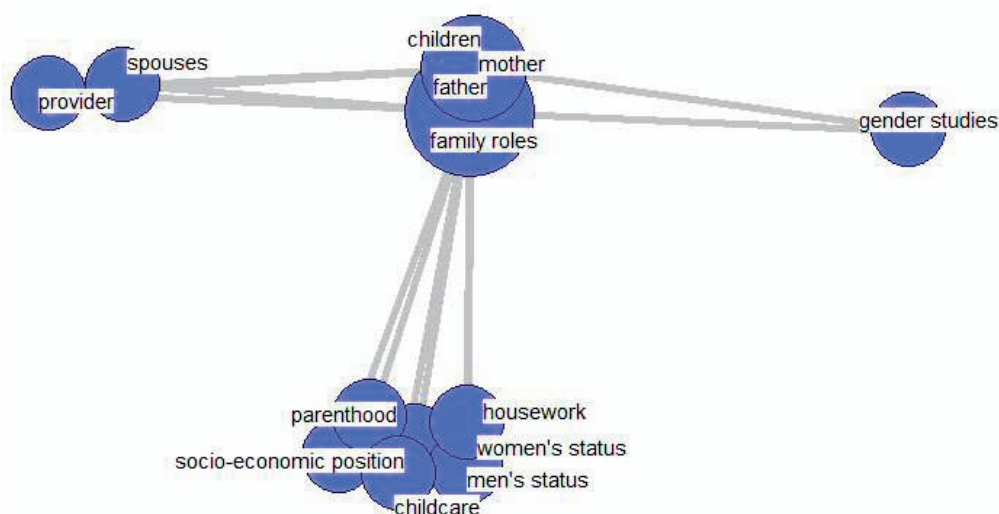 children
spouses
mother
father
provider
gender studies
family roles
parenthood
housework
women's status
socio-economic position
men's status
childcare